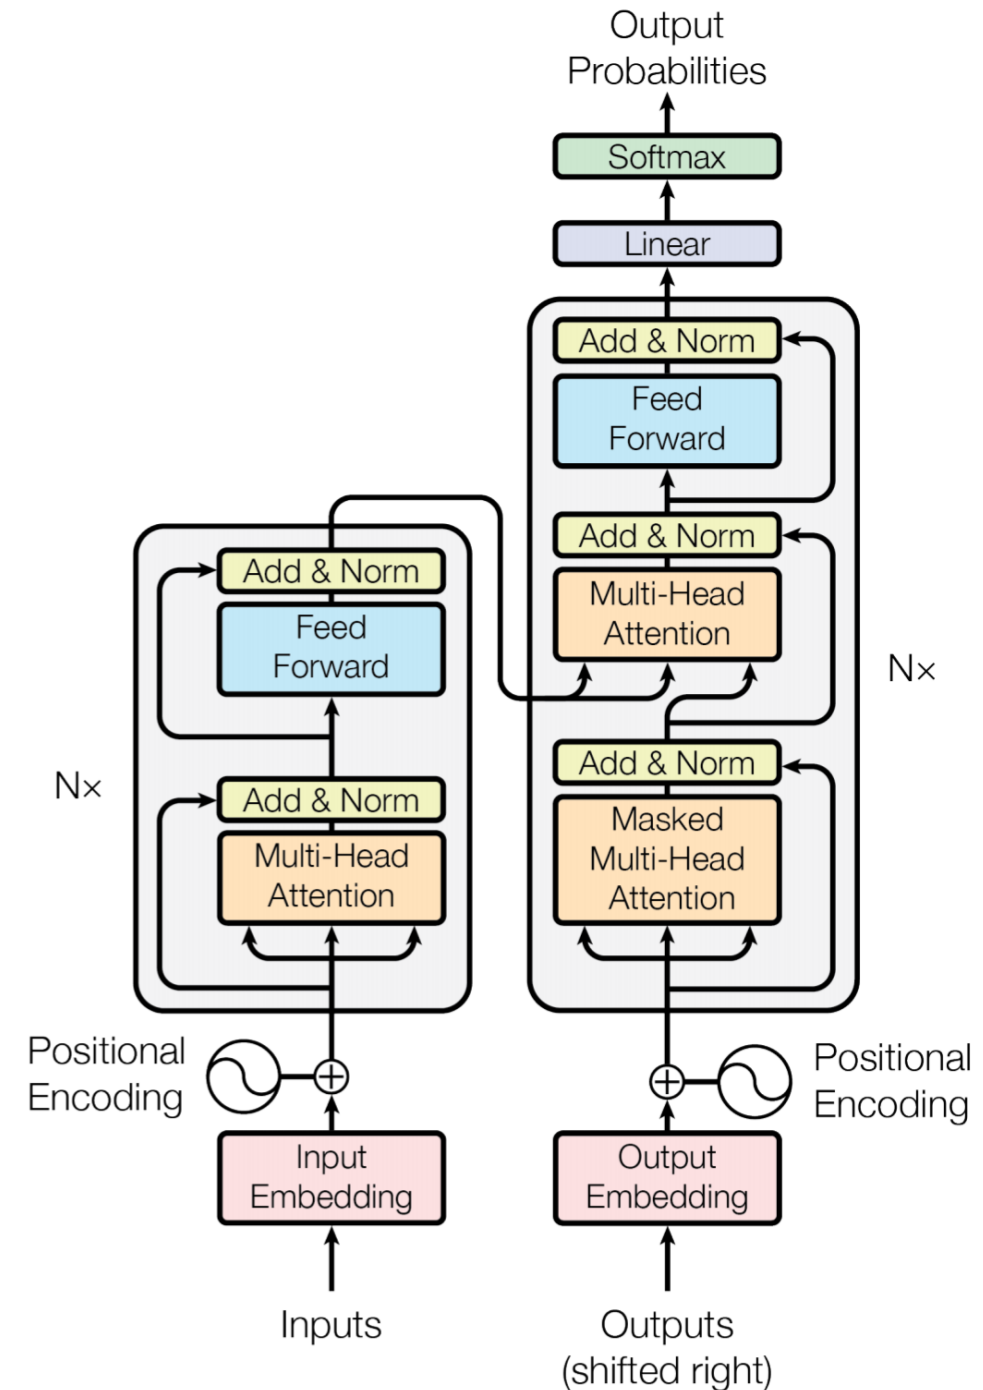 Output
Probabilities
Softmax
Linear
Add & Norm
Feed
Forward
Add & Norm
Multi-Head
Attention
Nx
Add & Norm
Masked
Multi-Head
Attention
Positional
Encoding
Output
Embedding
Outputs
(shifted right)
Add & Norm
Feed
Forward
Nx
Add & Norm
Multi-Head
Attention
Positional
Encoding
Input
Embedding
Inputs